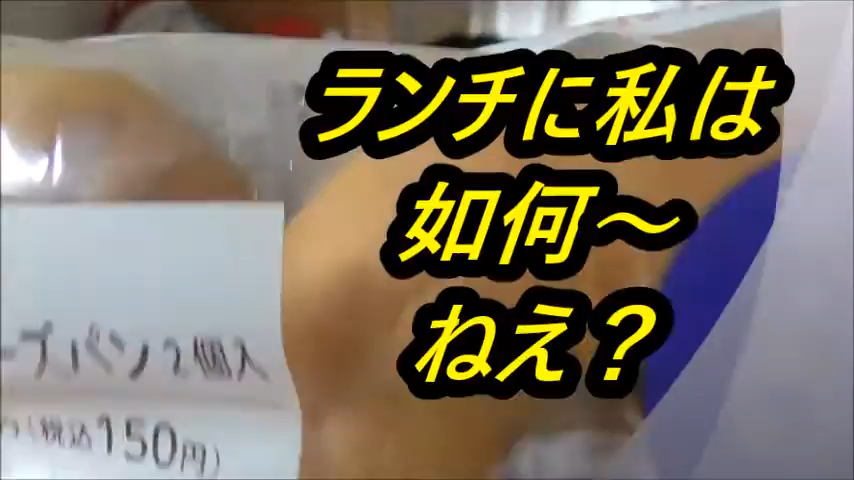 ランチに私は
如何～
ねえ？
ープパン2個入
(税込150円)